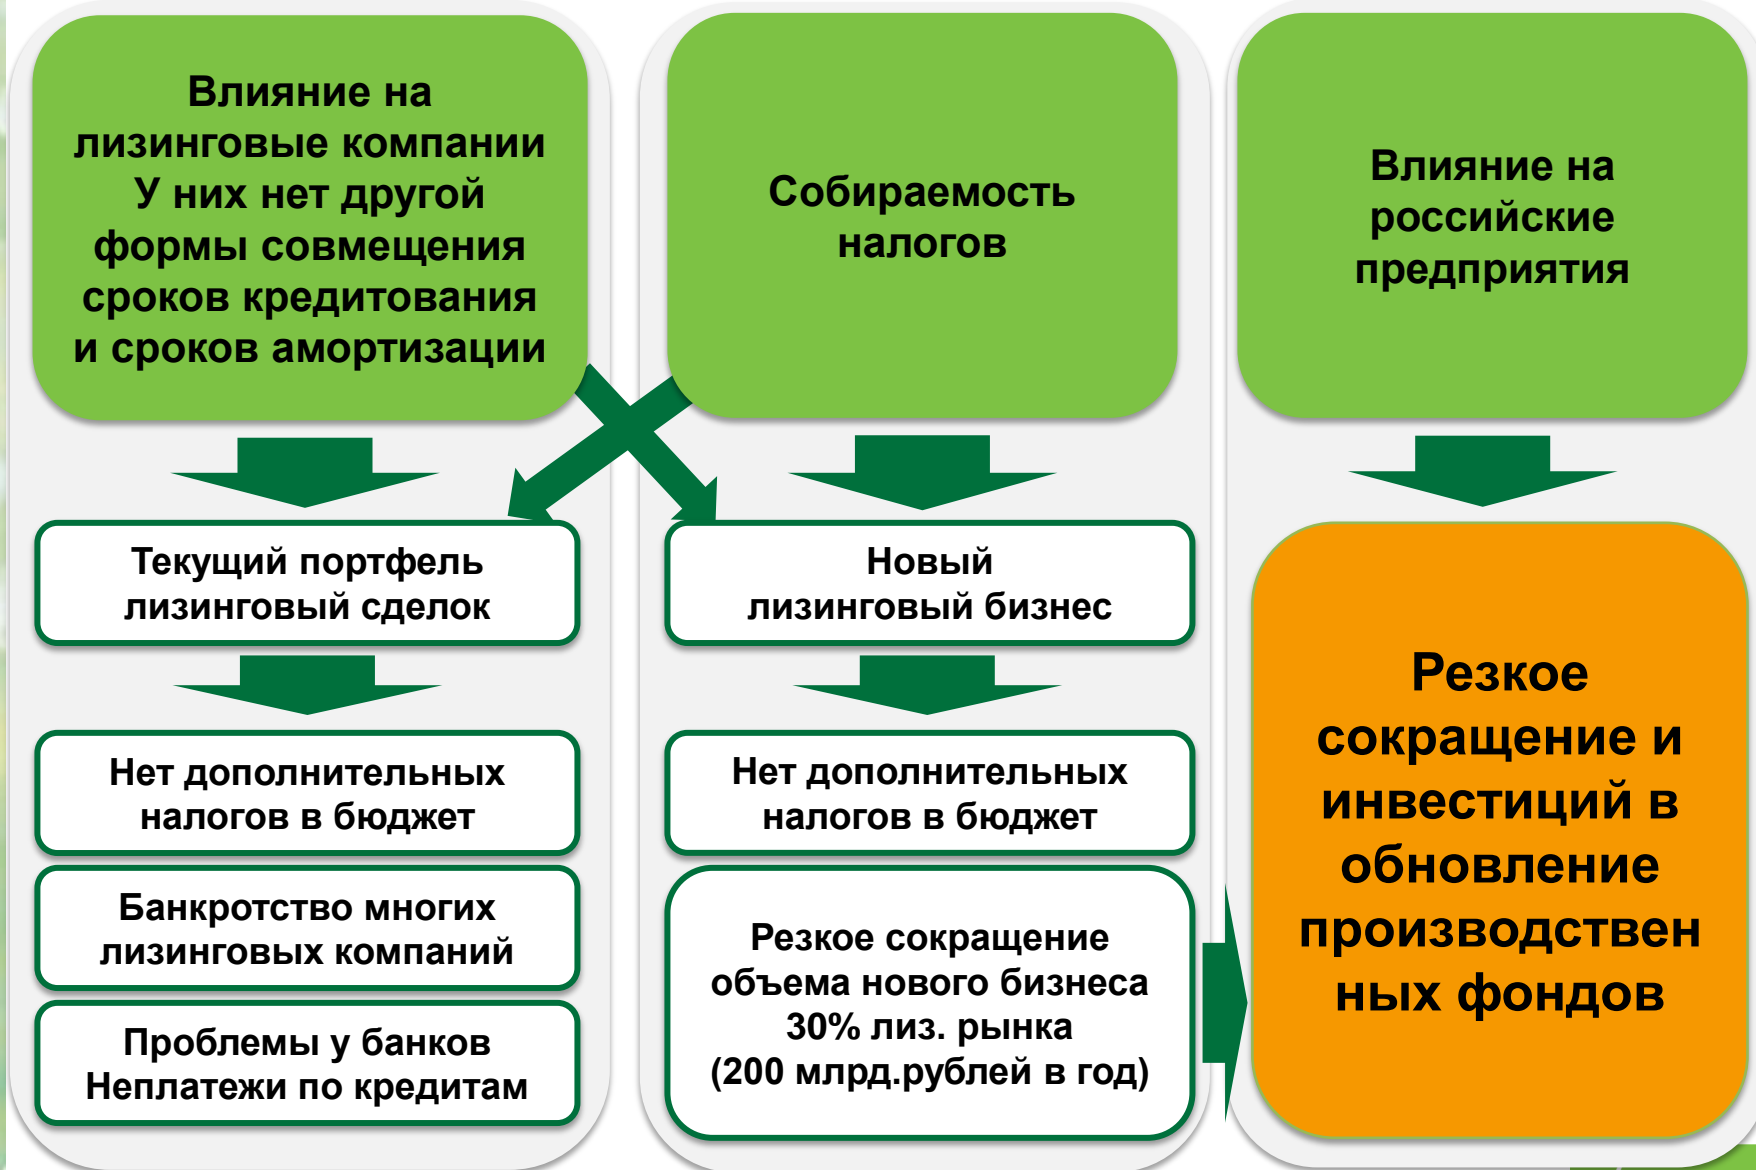 Влияние на
лизинговые компании
У них нет другой
формы совмещения
сроков кредитования
и сроков амортизации
Собираемость
налогов
Влияние на
российские
предприятия
Текущий портфель
лизинговый сделок
Новый
лизинговый бизнес
Нет дополнительных
налогов в бюджет
Банкротство многих
лизинговых компаний
Проблемы у банков
Неплатежи по кредитам
Нет дополнительных
налогов в бюджет
Резкое сокращение
объема нового бизнеса
30% лиз. рынка
(200 млрд.рублей в год)
Резкое
сокращение и
инвестиций в
обновление
производствен
ных фондов